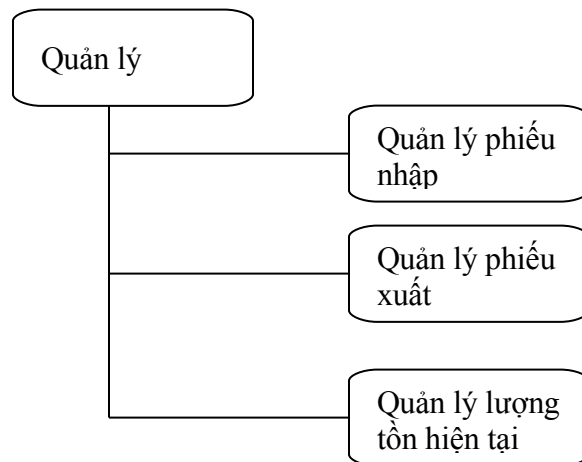 Quản lý
Quản lý phiếu
nhập
Quản lý phiếu
xuất
Quản lý lượng
tồn hiện tại